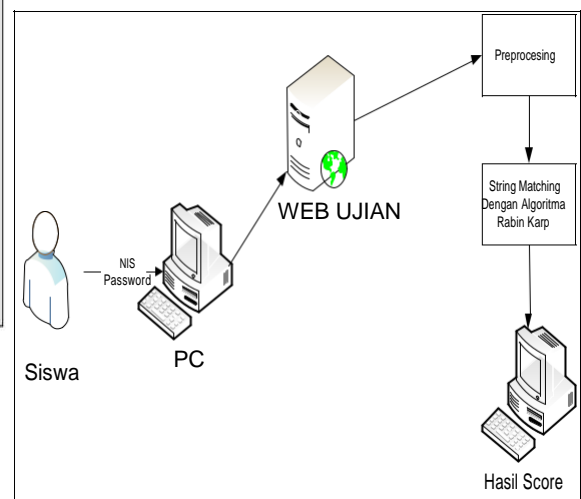 Preprocesing
WEB UJIAN
String Matching
Dengan Algoritma
Rabin Karp
NIS
Password
PC
Siswa
Hasil Score